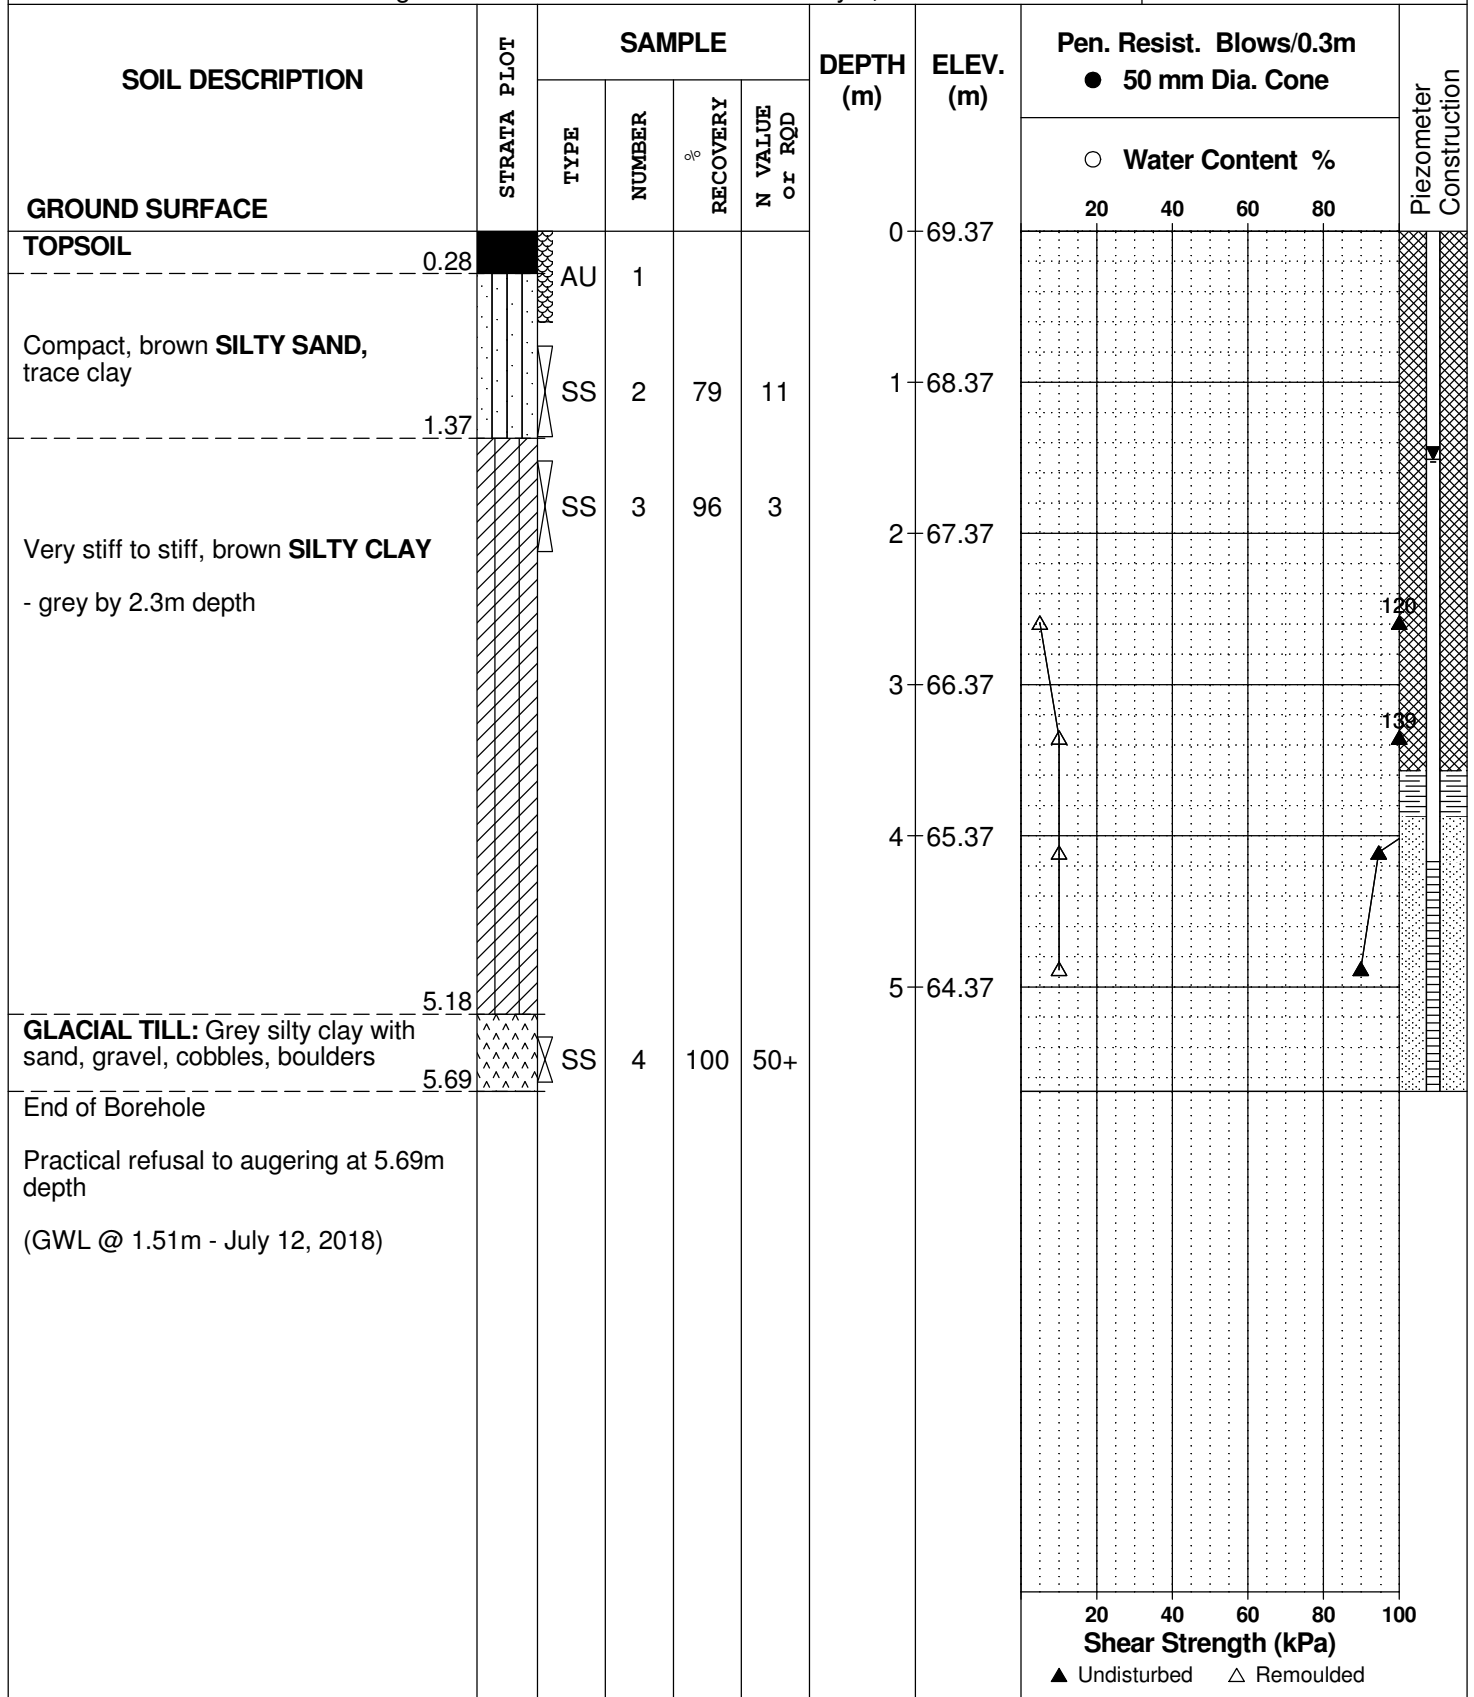 SOIL DESCRIPTION
GROUND SURFACE
STRATA PLOT
SAMPLE
TYPE
NUMBER
%
RECOVERY
N VALUE
or RQD
DEPTH
(m)
ELEV.
(m)
Pen. Resist. Blows/0.3m
● 50 mm Dia. Cone
○ Water Content %
20 40 60 80
Piezometer
Construction
TOPSOIL
0.28
0 69.37
AU 1
Compact, brown SILTY SAND,
trace clay
SS 2 79 11
1 68.37
1.37
SS 3 96 3
2 67.37
Very stiff to stiff, brown SILTY CLAY
- grey by 2.3m depth
120
3 66.37
139
4 65.37
5 64.37
5.18
GLACIAL TILL: Grey silty clay with
sand, gravel, cobbles, boulders
SS 4 100 50+
5.69
End of Borehole
Practical refusal to augering at 5.69m
depth
(GWL @ 1.51m - July 12, 2018)
20 40 60 80 100
Shear Strength (kPa)
▲ Undisturbed △ Remoulded